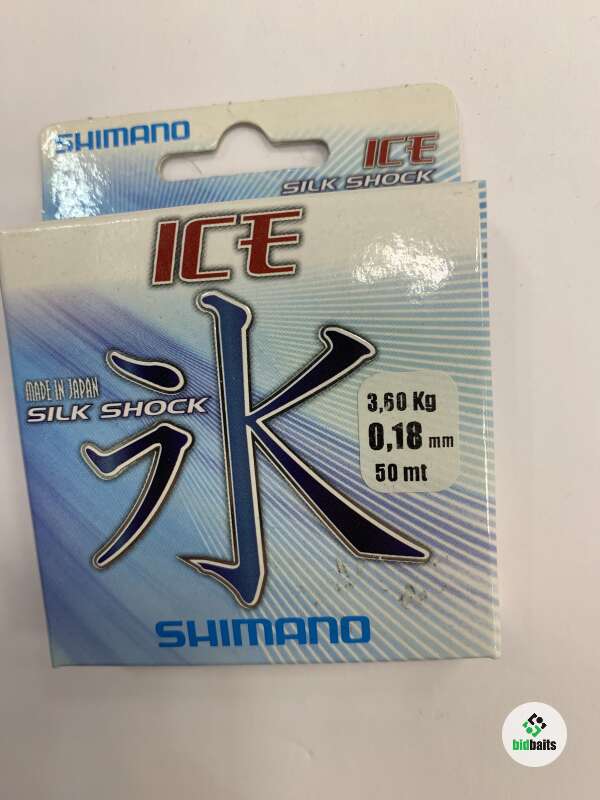 SHIMANO
ICE
SILK SHOCK
ICE
氷
MADE IN JAPAN
SILK SHOCK
3,60 Kg
0,18 mm
50 mt
SHIMANO
bidbaits